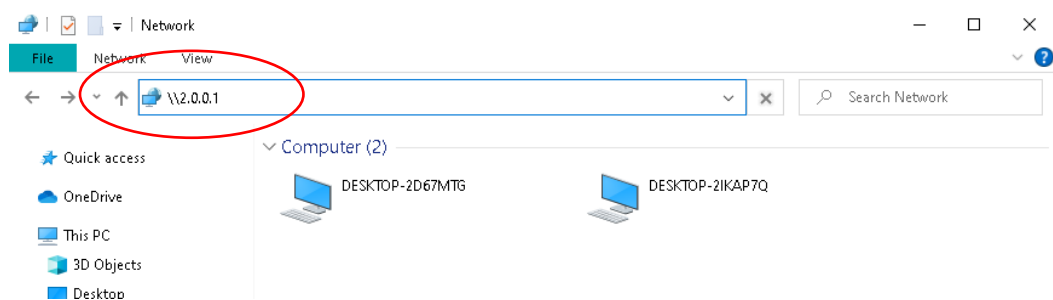 Network
File Network View
\\2.0.0.1
Search Network
Quick access
OneDrive
This PC
3D Objects
Desktop
Computer (2)
DESKTOP-2D67MTG
DESKTOP-2IKAP7Q